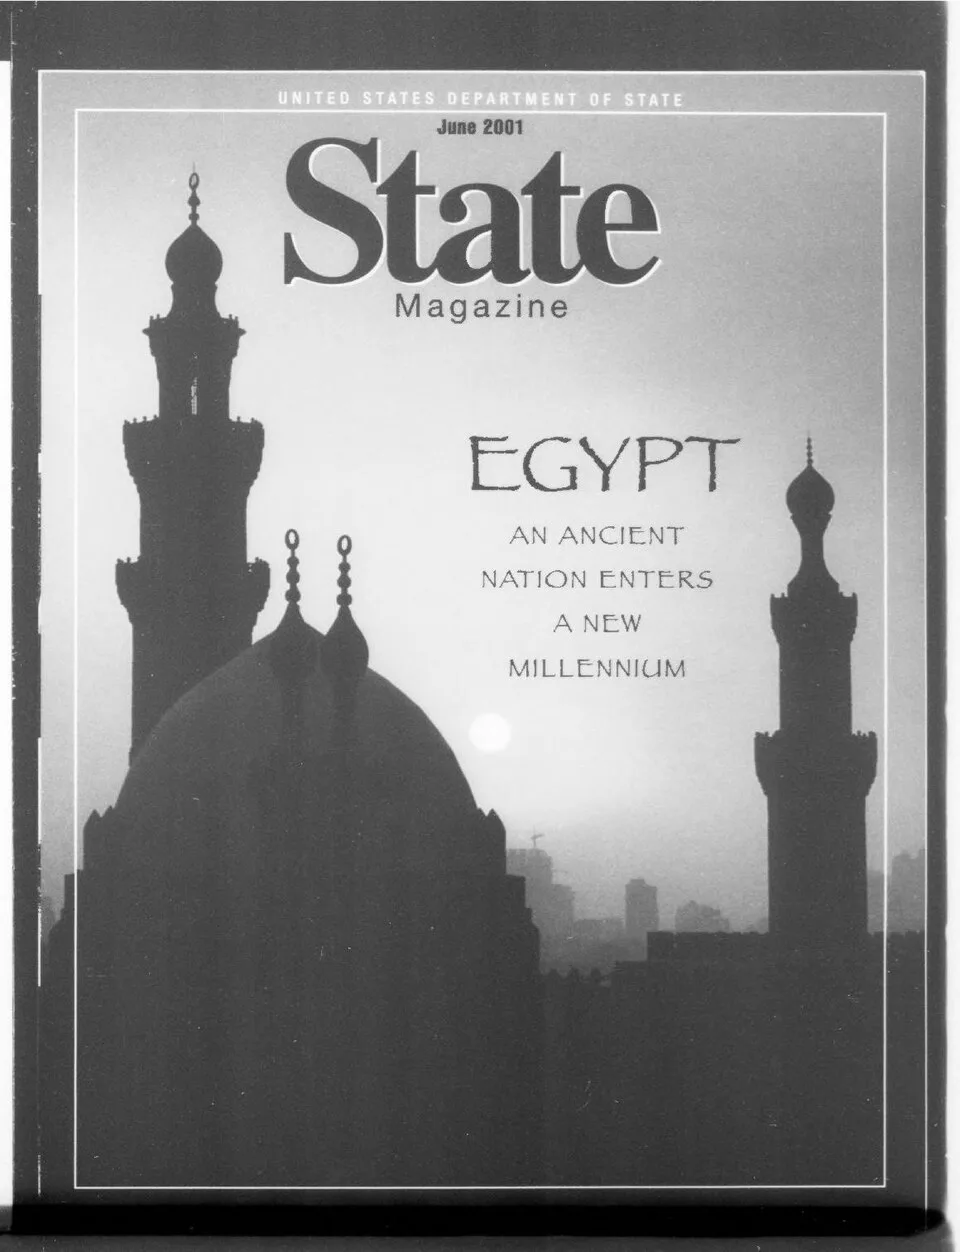 UNITED STATES DEPARTMENT OF STATE
June 2001
State
Magazine
EGYPT
AN ANCIENT
NATION ENTERS
A NEW
MILLENNIUM